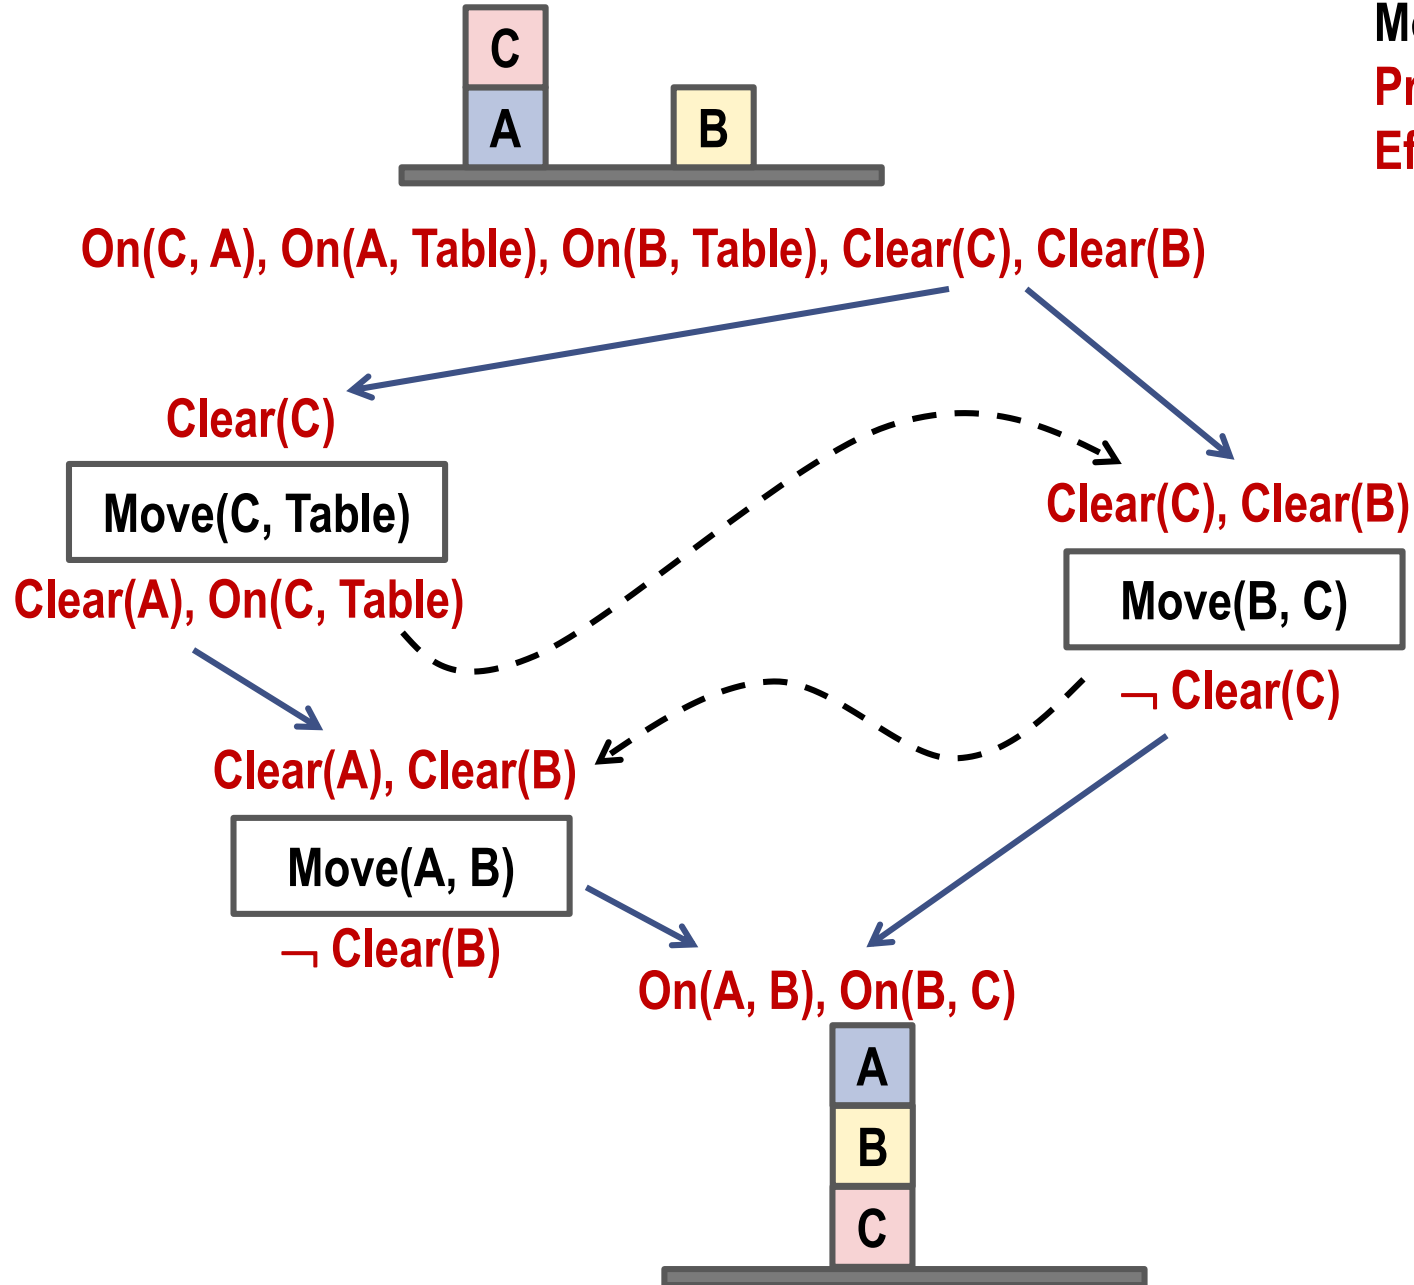 C
A
B
On(C, A), On(A, Table), On(B, Table), Clear(C), Clear(B)
Clear(C)
Move(C, Table)
Clear(A), On(C, Table)
Clear(C), Clear(B)
Move(B, C)
¬ Clear(C)
Clear(A), Clear(B)
Move(A, B)
¬ Clear(B)
On(A, B), On(B, C)
A
B
C